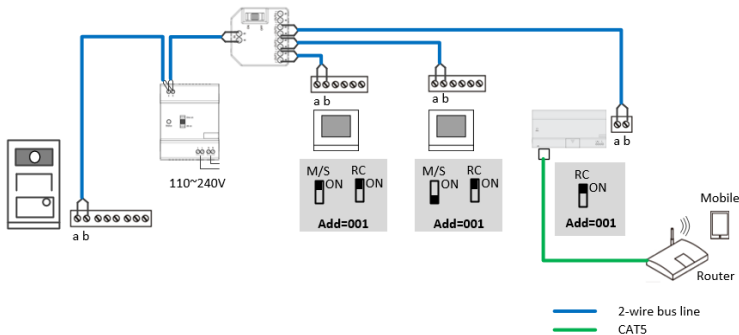 a b
a b
a b
110~240V
M/S
ON
RC
ON
Add=001
M/S
ON
RC
ON
Add=001
RC
ON
Add=001
a b
Mobile
Router
2-wire bus line
CAT5